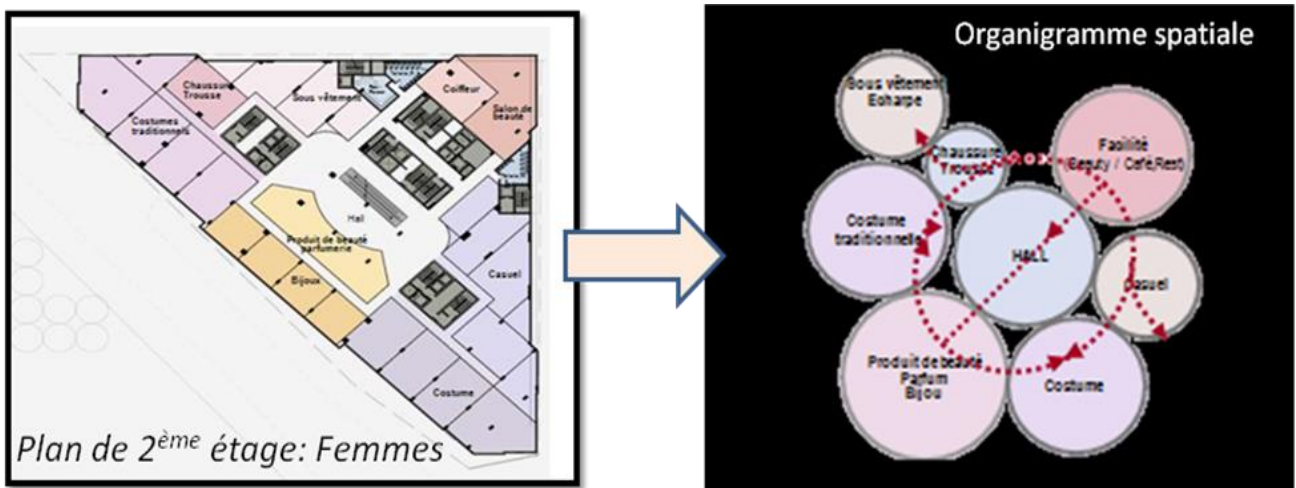 Chaussure
Trousse
Sous vêtement
Coiffeur
Salon de
beauté
Costumes
traditionnels
Hall
Produit de beauté
parfumerie
Bijoux
Casuel
Costume
Plan de 2ème étage: Femmes
Organigramme spatiale
Sous vêtement
Echarpe
Chaussure
Trousse
Facilité
(Beauty / Café,Rest)
Costume
traditionnelle
HALL
Casuel
Produit de beauté
Parfum
Bijou
Costume